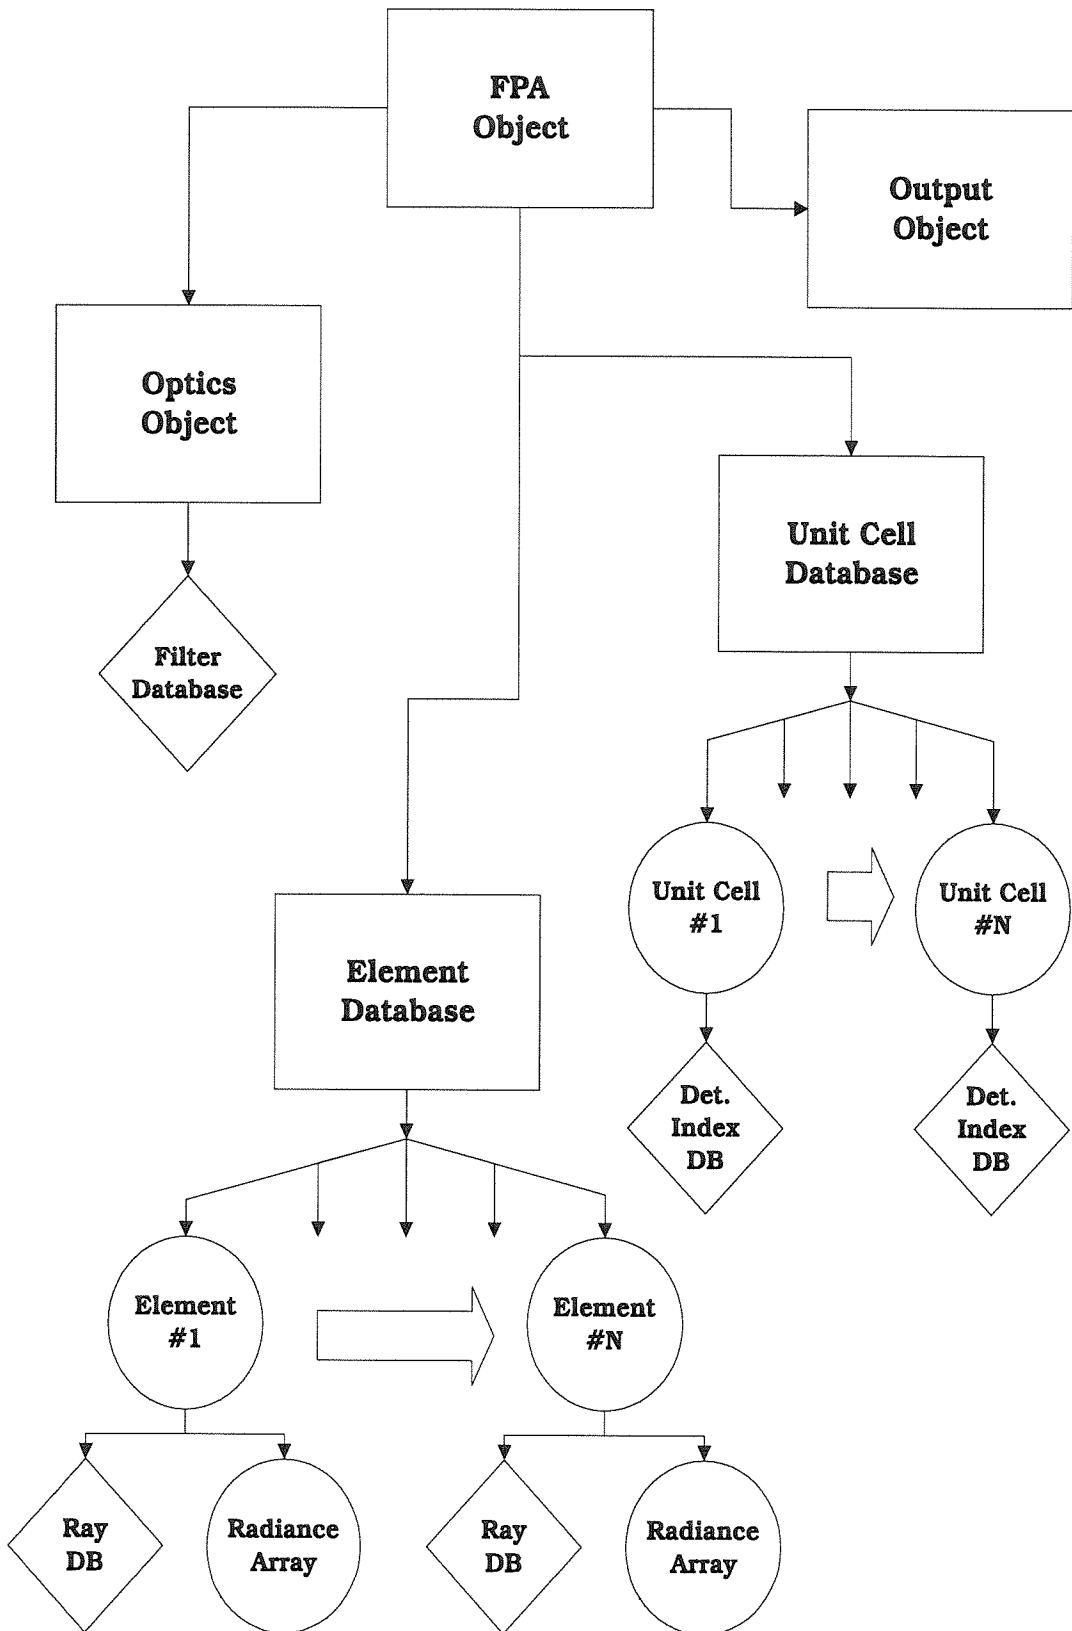 FPA
Object
Output
Object
Optics
Object
Unit Cell
Database
Filter
Database
Unit Cell
#1
Unit Cell
#N
Element
Database
Det.
Index
DB
Det.
Index
DB
Element
#1
Element
#N
Ray
DB
Radiance
Array
Ray
DB
Radiance
Array